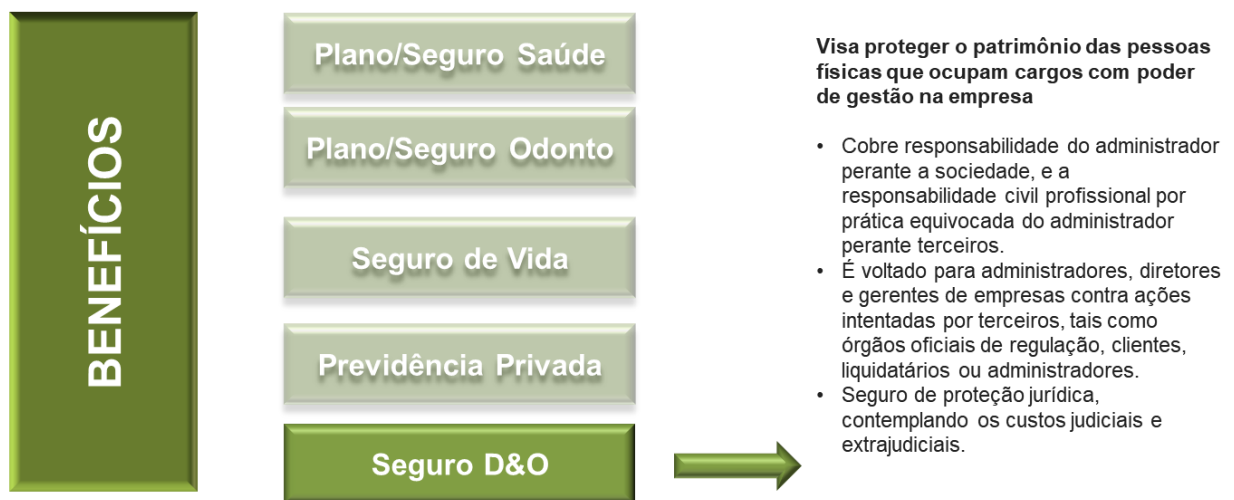 BENEFÍCIOS
Plano/Seguro Saúde
Plano/Seguro Odonto
Seguro de Vida
Previdência Privada
Seguro D&O
Visa proteger o patrimônio das pessoas
físicas que ocupam cargos com poder
de gestão na empresa
• Cobre responsabilidade do administrador
perante a sociedade, e a
responsabilidade civil profissional por
prática equivocada do administrador
perante terceiros.
• É voltado para administradores, diretores
e gerentes de empresas contra ações
intentadas por terceiros, tais como
órgãos oficiais de regulação, clientes,
liquidatários ou administradores.
• Seguro de proteção jurídica,
contemplando os custos judiciais e
extrajudiciais.